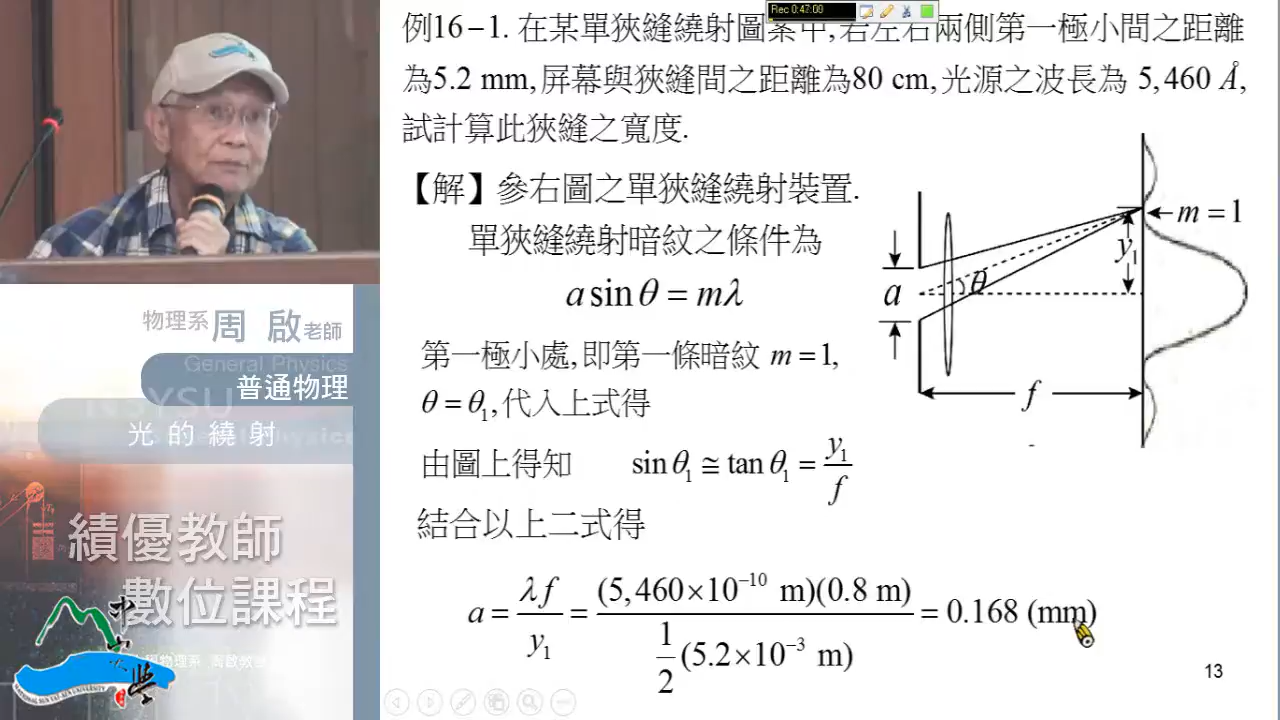 Rec 0:47:00
例16-1. 在某單狹縫繞射圖案中,若左右兩側第一極小間之距離
為5.2 mm,屏幕與狹縫間之距離為80 cm,光源之波長為 5,460 Å,
試計算此狹縫之寬度.
【解】參右圖之單狹縫繞射裝置.
單狹縫繞射暗紋之條件為
a sin θ = mλ
第一極小處,即第一條暗紋 m = 1,
θ = θ₁,代入上式得
由圖上得知 sin θ₁ ≅ tan θ₁ = y₁/f
結合以上二式得
a = λf/y₁ = (5,460×10⁻¹⁰ m)(0.8 m) / ½(5.2×10⁻³ m) = 0.168 (mm)
m = 1
y₁
θ
a
f
13
物理系 周 啟 老師
General Physics
普通物理
NSYSU
光 的 繞 射
績優教師
數位課程